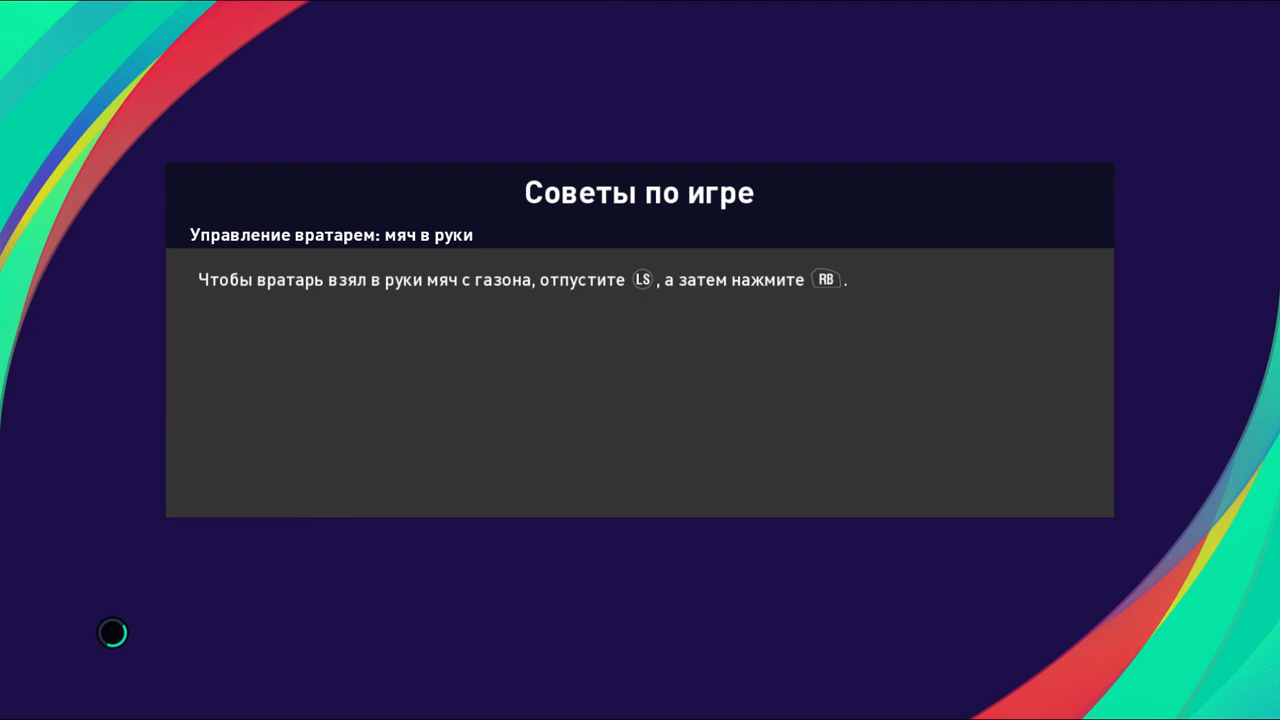 Советы по игре
Управление вратарем: мяч в руки
Чтобы вратарь взял в руки мяч с газона, отпустите LS, а затем нажмите RB.